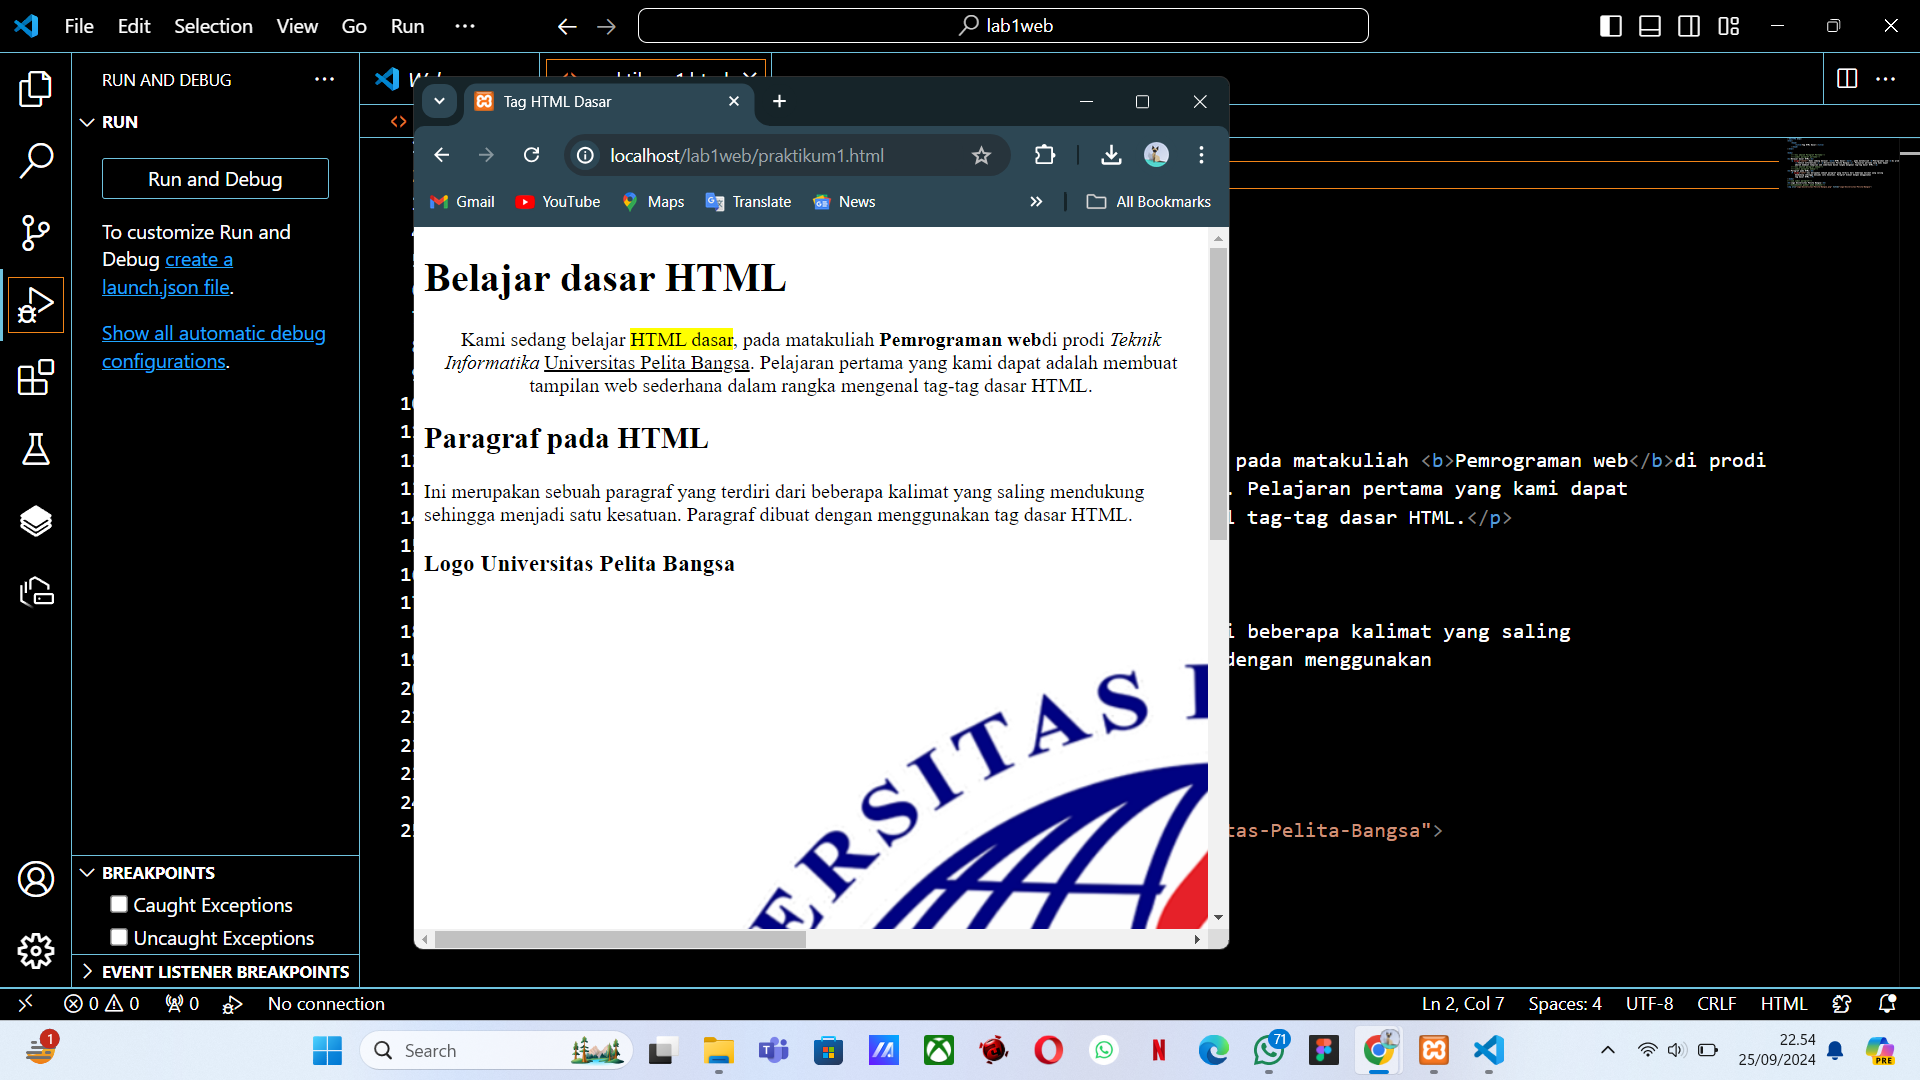 File Edit Selection View Go Run ... lab1web
RUN AND DEBUG ...
RUN
Run and Debug
To customize Run and
Debug create a
launch.json file.
Show all automatic debug
configurations.
BREAKPOINTS
Caught Exceptions
Uncaught Exceptions
EVENT LISTENER BREAKPOINTS
Tag HTML Dasar
localhost/lab1web/praktikum1.html
Gmail YouTube Maps Translate News » All Bookmarks
Belajar dasar HTML
Kami sedang belajar HTML dasar, pada matakuliah Pemrograman webdi prodi Teknik
Informatika Universitas Pelita Bangsa. Pelajaran pertama yang kami dapat adalah membuat
tampilan web sederhana dalam rangka mengenal tag-tag dasar HTML.
Paragraf pada HTML
Ini merupakan sebuah paragraf yang terdiri dari beberapa kalimat yang saling mendukung
sehingga menjadi satu kesatuan. Paragraf dibuat dengan menggunakan tag dasar HTML.
Logo Universitas Pelita Bangsa
ERSITAS
pada matakuliah <b>Pemrograman web</b>di prodi
. Pelajaran pertama yang kami dapat
l tag-tag dasar HTML.</p>
i beberapa kalimat yang saling
dengan menggunakan
tas-Pelita-Bangsa">
0 0 0 No connection
Ln 2, Col 7 Spaces: 4 UTF-8 CRLF HTML
1 Search 71 PRE
22.54
25/09/2024